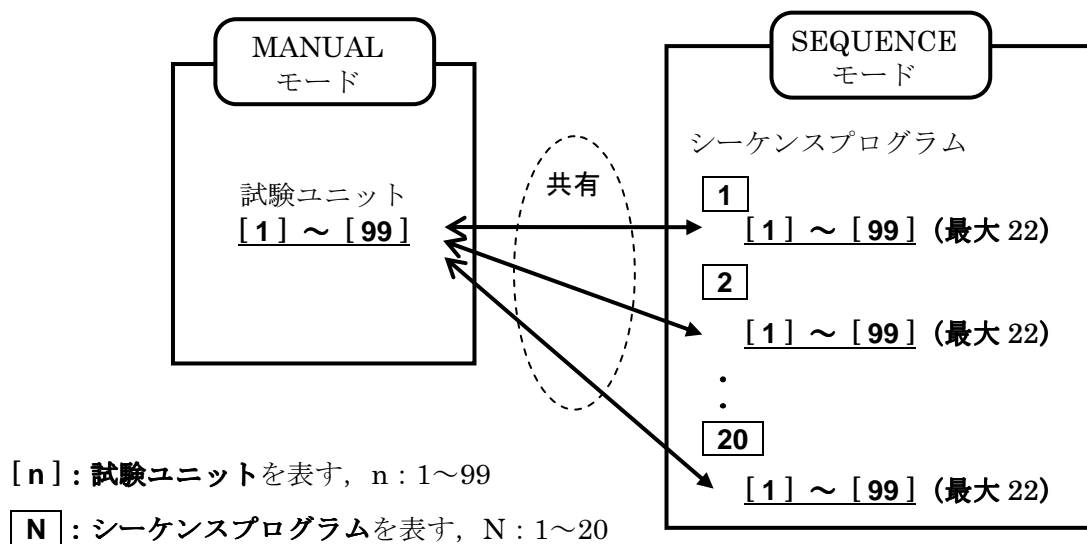 MANUAL
モード
試験ユニット
[ 1 ] ～ [ 99 ]
共有
SEQUENCE
モード
シーケンスプログラム
1
[ 1 ] ～ [ 99 ] (最大 22)
2
[ 1 ] ～ [ 99 ] (最大 22)
・
・
20
[ 1 ] ～ [ 99 ] (最大 22)
[ n ]：試験ユニットを表す，n：1～99
N：シーケンスプログラムを表す，N：1～20